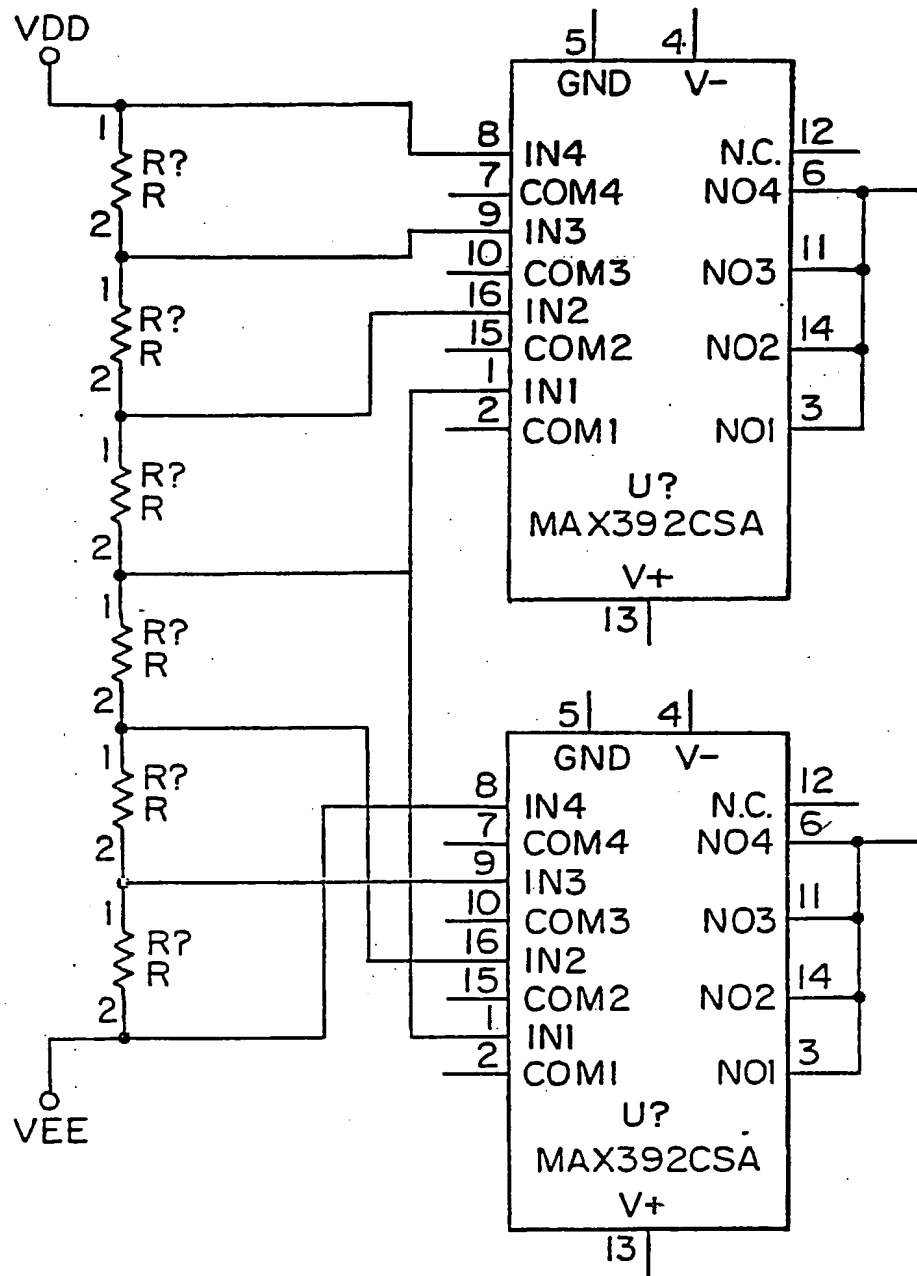 VDD
1
R?
R
2
1
R?
R
2
1
R?
R
2
1
R?
R
2
1
R?
R
2
1
R?
R
2
VEE
5 4
GND V-
8 IN4 N.C. 12
7 COM4 NO4 6
9 IN3
10 COM3 NO3 11
16 IN2
15 COM2 NO2 14
1 IN1
2 COM1 NO1 3
U?
MAX392CSA
V+
13
5 4
GND V-
8 IN4 N.C. 12
7 COM4 NO4 6
9 IN3
10 COM3 NO3 11
16 IN2
15 COM2 NO2 14
1 IN1
2 COM1 NO1 3
U?
MAX392CSA
V+
13